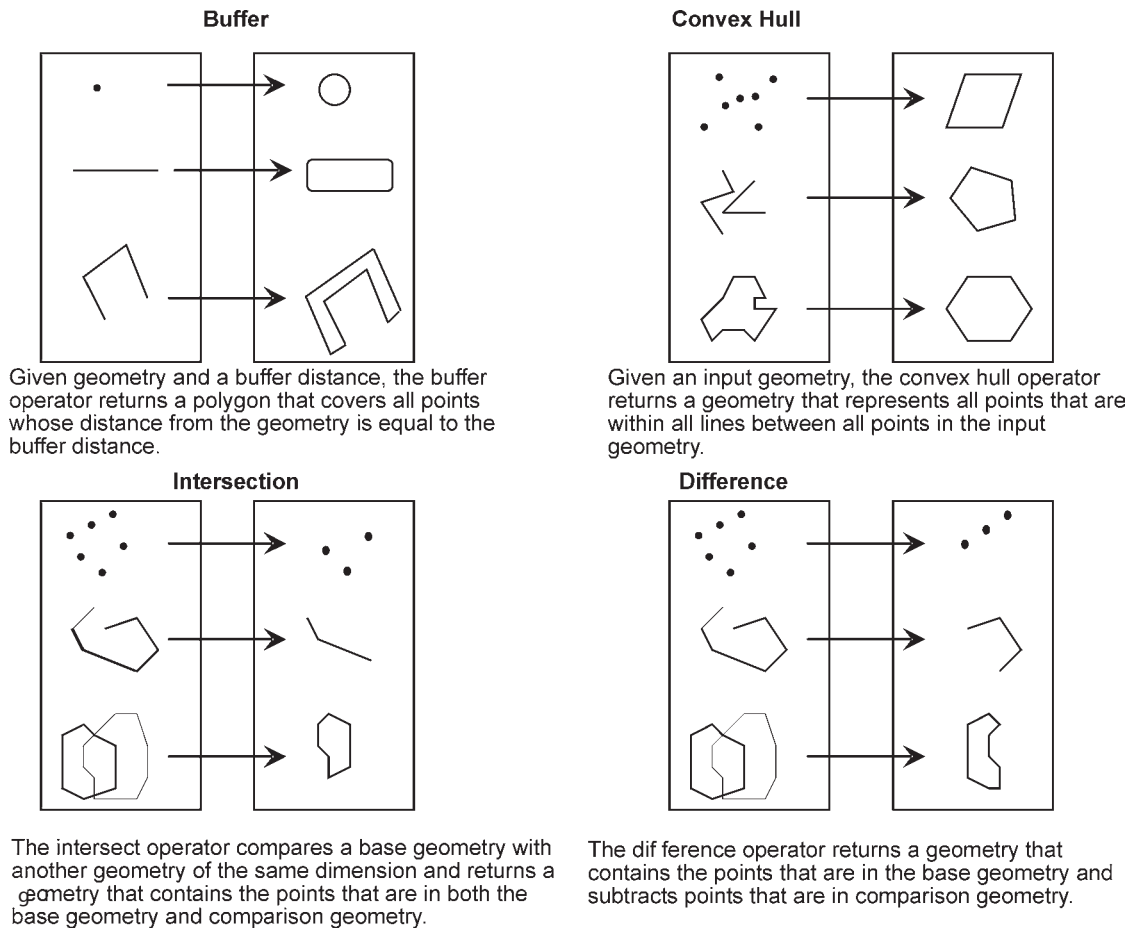 Buffer
Given geometry and a buffer distance, the buffer
operator returns a polygon that covers all points
whose distance from the geometry is equal to the
buffer distance.
Convex Hull
Given an input geometry, the convex hull operator
returns a geometry that represents all points that are
within all lines between all points in the input
geometry.
Intersection
The intersect operator compares a base geometry with
another geometry of the same dimension and returns a
geometry that contains the points that are in both the
base geometry and comparison geometry.
Difference
The dif ference operator returns a geometry that
contains the points that are in the base geometry and
subtracts points that are in comparison geometry.